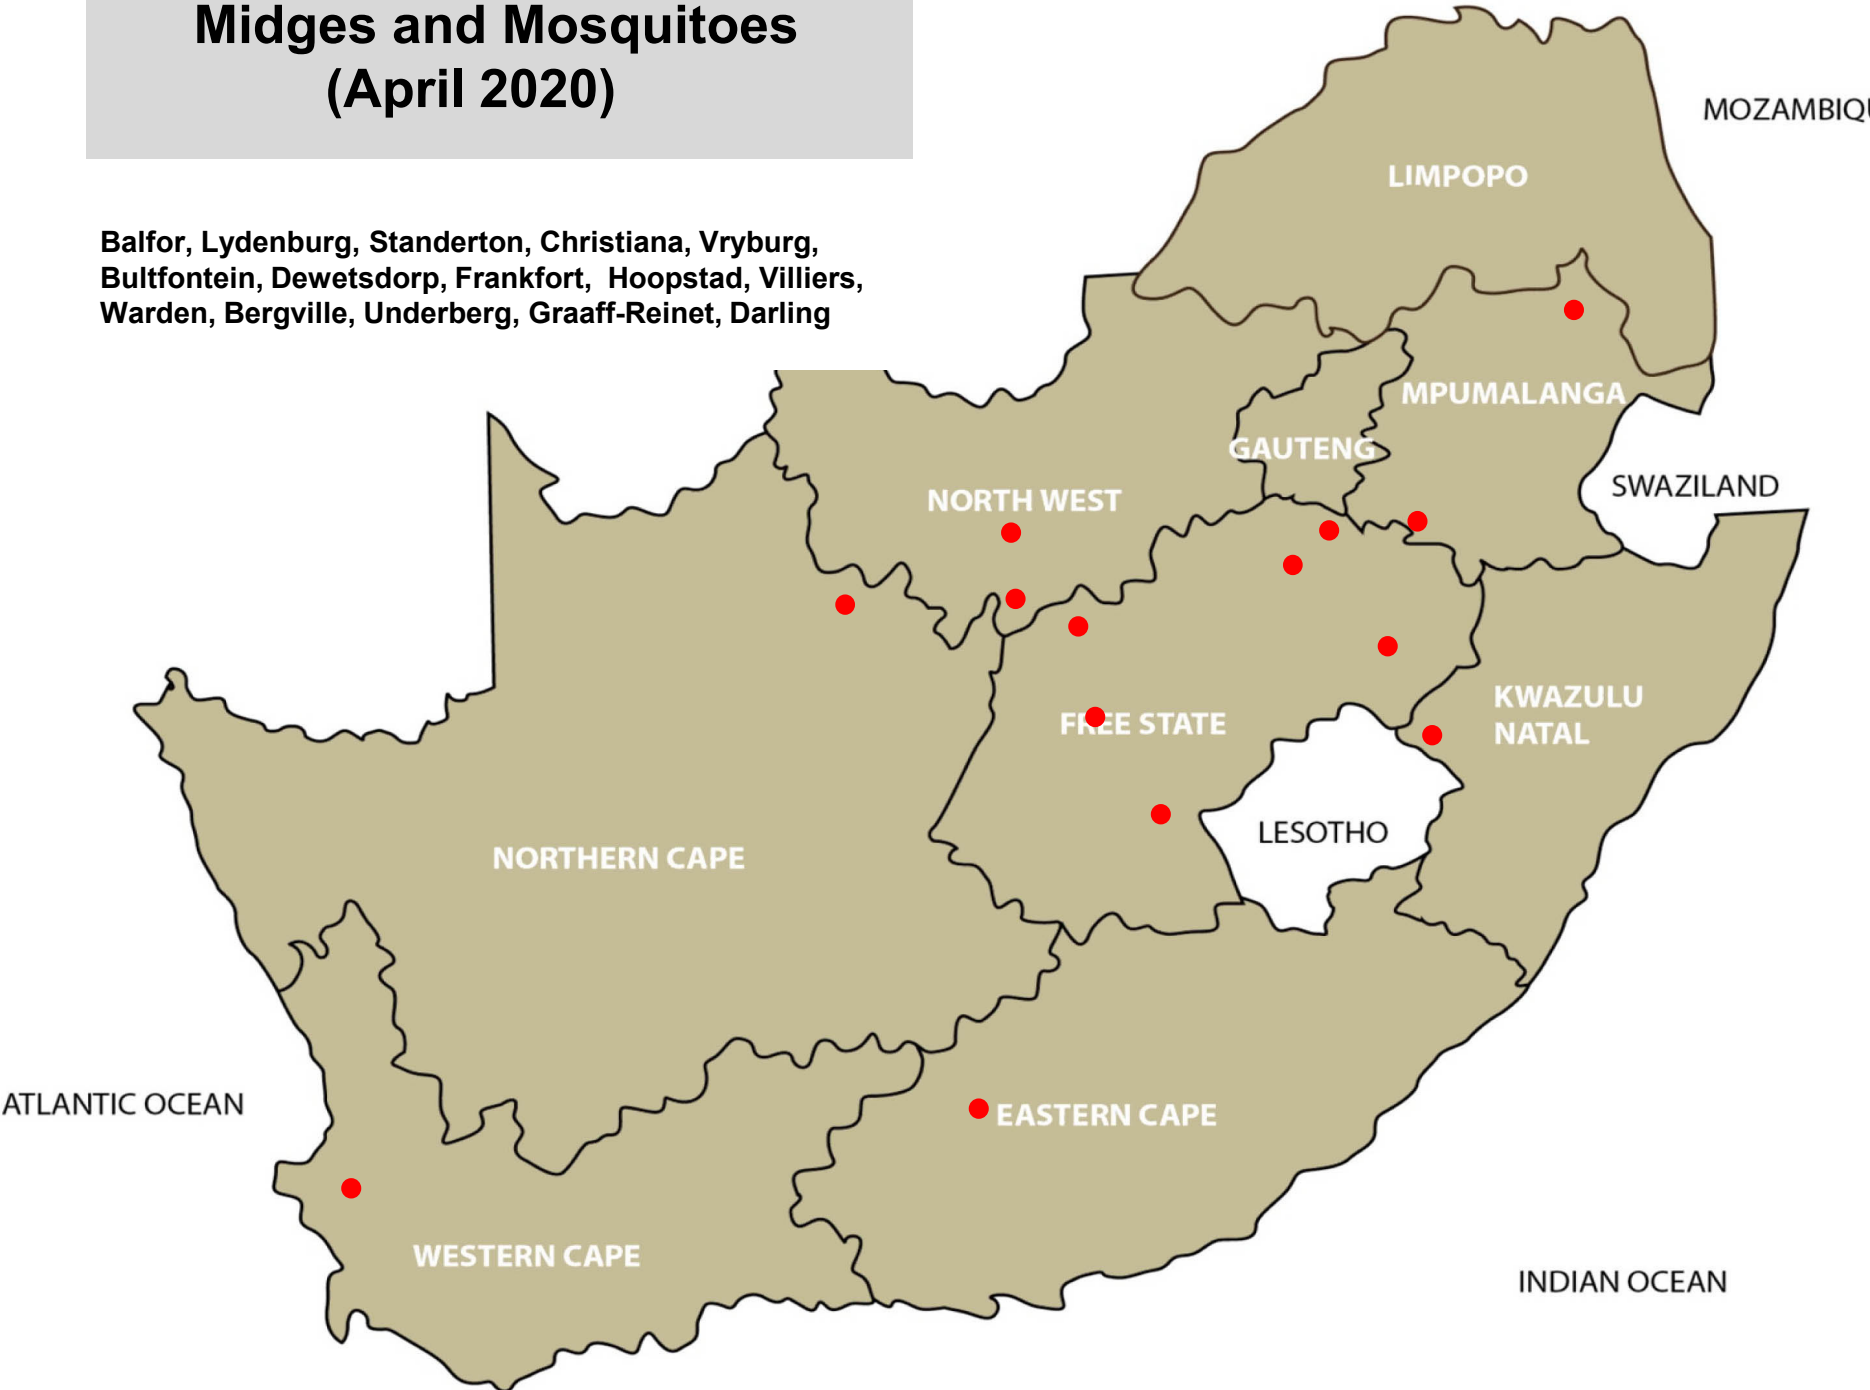 Midges and Mosquitoes
(April 2020)
Balfor, Lydenburg, Standerton, Christiana, Vryburg,
Bultfontein, Dewetsdorp, Frankfort, Hoopstad, Villiers,
Warden, Bergville, Underberg, Graaff-Reinet, Darling
MOZAMBIQU
LIMPOPO
MPUMALANGA
GAUTENG
SWAZILAND
NORTH WEST
KWAZULU
NATAL
FREE STATE
LESOTHO
NORTHERN CAPE
ATLANTIC OCEAN
EASTERN CAPE
WESTERN CAPE
INDIAN OCEAN